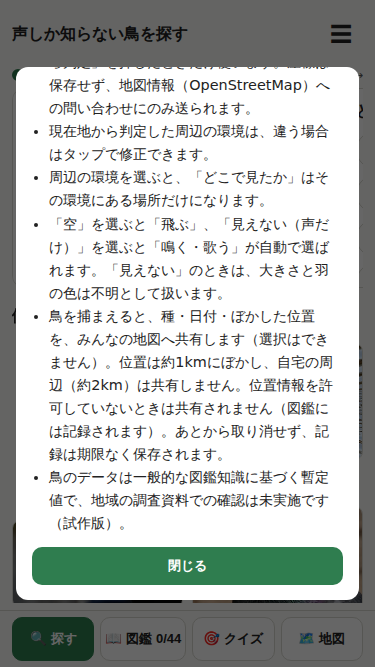 声しか知らない鳥を探す
保存せず、地図情報（OpenStreetMap）へ
の問い合わせにのみ送られます。
• 現在地から判定した周辺の環境は、違う場合
はタップで修正できます。
• 周辺の環境を選ぶと、「どこで見たか」はそ
の環境にある場所だけになります。
• 「空」を選ぶと「飛ぶ」、「見えない（声だ
け）」を選ぶと「鳴く・歌う」が自動で選ば
れます。「見えない」のときは、大きさと羽
の色は不明として扱います。
• 鳥を捕まえると、種・日付・ぼかした位置
を、みんなの地図へ共有します（選択はでき
ません）。位置は約1kmにぼかし、自宅の周
辺（約2km）は共有しません。位置情報を許
可していないときは共有されません（図鑑に
は記録されます）。あとから取り消せず、記
録は期限なく保存されます。
• 鳥のデータは一般的な図鑑知識に基づく暫定
値で、地域の調査資料での確認は未実施です
（試作版）。
閉じる
🔍 探す 📖 図鑑 0/44 🎯 クイズ 🗺️ 地図